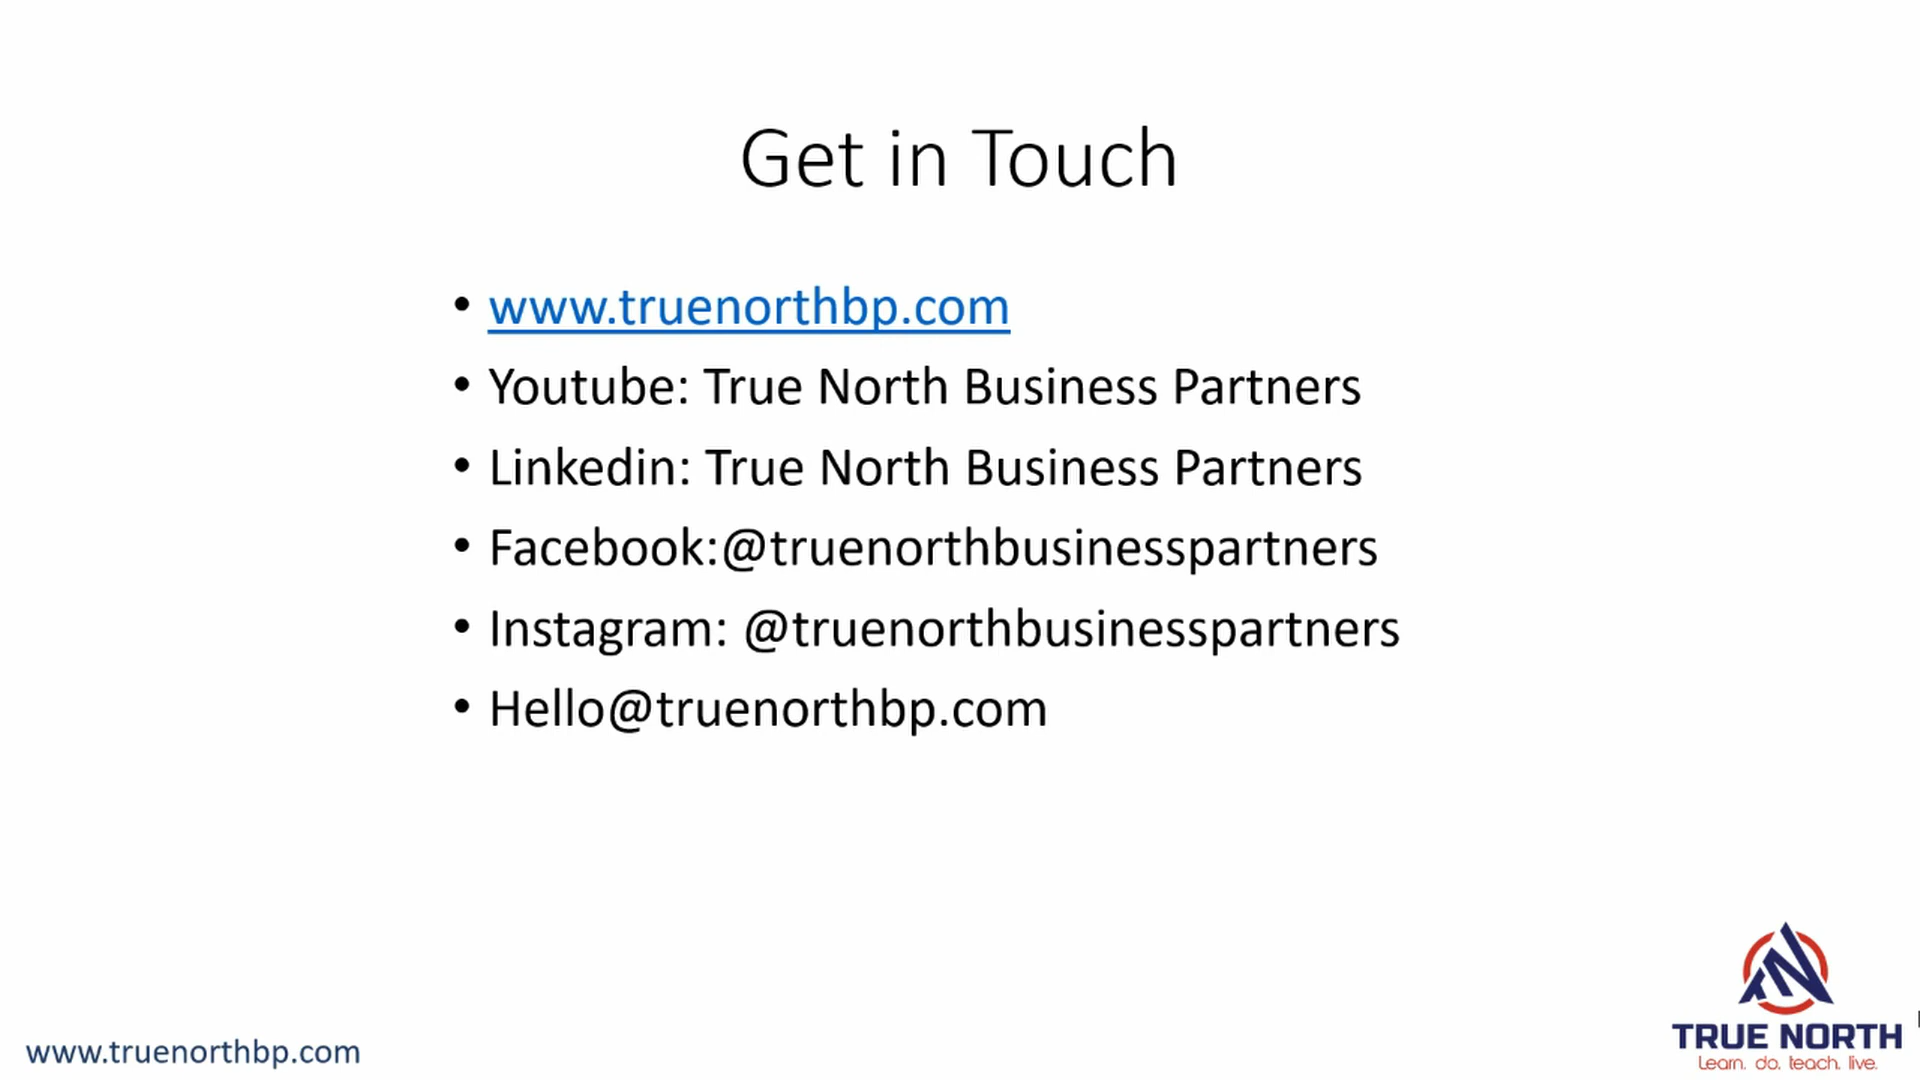 Get in Touch
• www.truenorthbp.com
• Youtube: True North Business Partners
• Linkedin: True North Business Partners
• Facebook:@truenorthbusinesspartners
• Instagram: @truenorthbusinesspartners
• Hello@truenorthbp.com
www.truenorthbp.com
TRUE NORTH
Learn. do. teach. live.